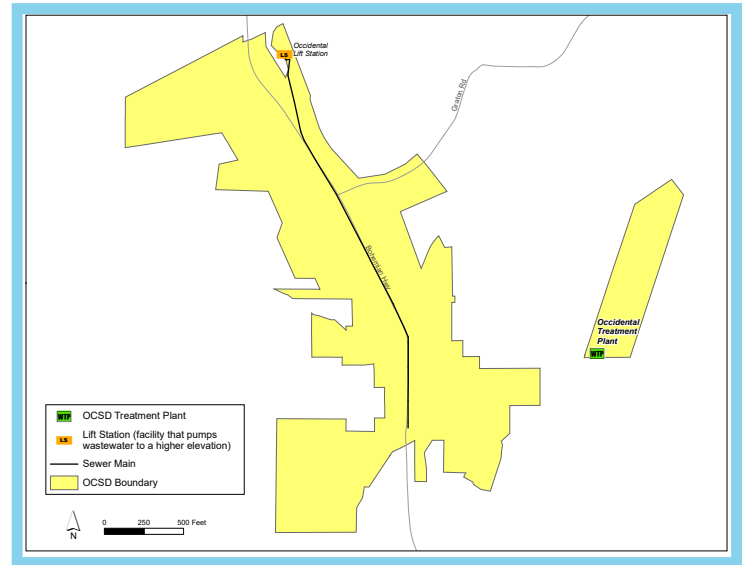 LS
Occidental
Lift Station
Graton Rd
Bohemian Hwy
Occidental
Treatment
Plant
WTP
WTP OCSD Treatment Plant
LS Lift Station (facility that pumps
wastewater to a higher elevation)
Sewer Main
OCSD Boundary
N
0 250 500 Feet